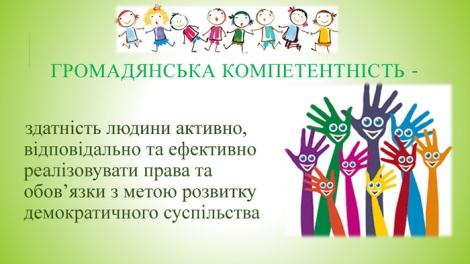 ГРОМАДЯНСЬКА КОМПЕТЕНТНІСТЬ -
здатність людини активно,
відповідально та ефективно
реалізовувати права та
обов’язки з метою розвитку
демократичного суспільства